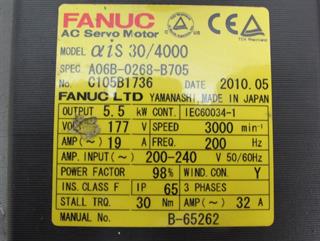 FANUC
AC Servo Motor
MODEL αiS 30/4000
SPEC A06B-0268-B705
No. C105B1736 DATE 2010.05
FANUC LTD YAMANASHI, MADE IN JAPAN
OUTPUT 5.5 kW CONT. IEC60034-1
VO 177 V SPEED 3000 min⁻¹
AMP(~) 19 A FREQ. 200 Hz
AMP. INPUT(~) 200-240 V 50/60Hz
POWER FACTOR 98% WIND. CON. Y
INS. CLASS F IP 65 3 PHASES
STALL TRQ. 30 Nm AMP(~) 32 A
MANUAL No. B-65262